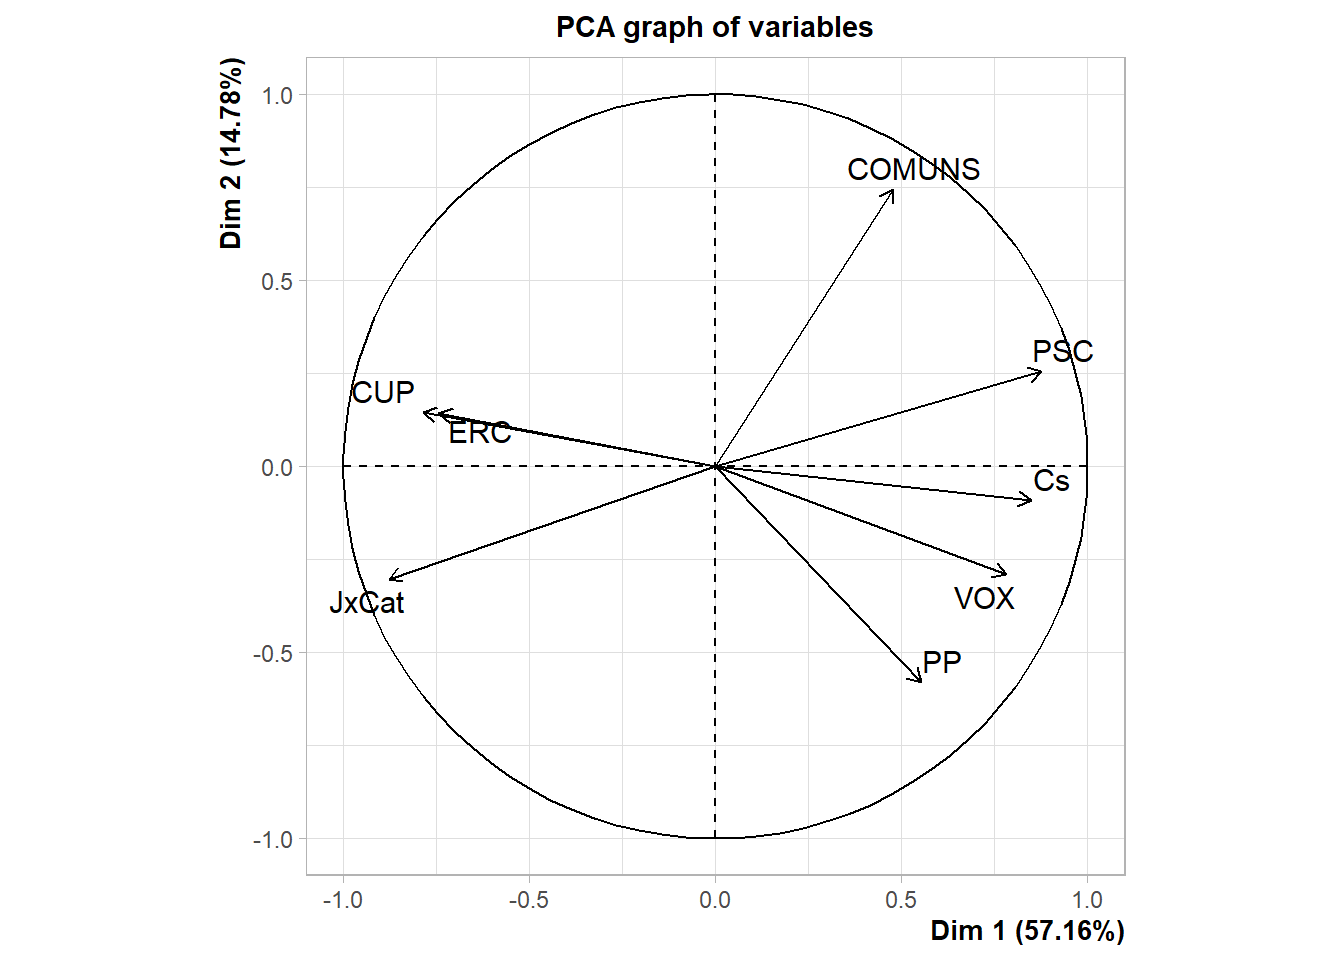 PCA graph of variables
Dim 2 (14.78%)
1.0
0.5
0.0
-0.5
-1.0
COMUNS
PSC
CUP
ERC
Cs
VOX
JxCat
PP
-1.0
-0.5
0.0
0.5
1.0
Dim 1 (57.16%)